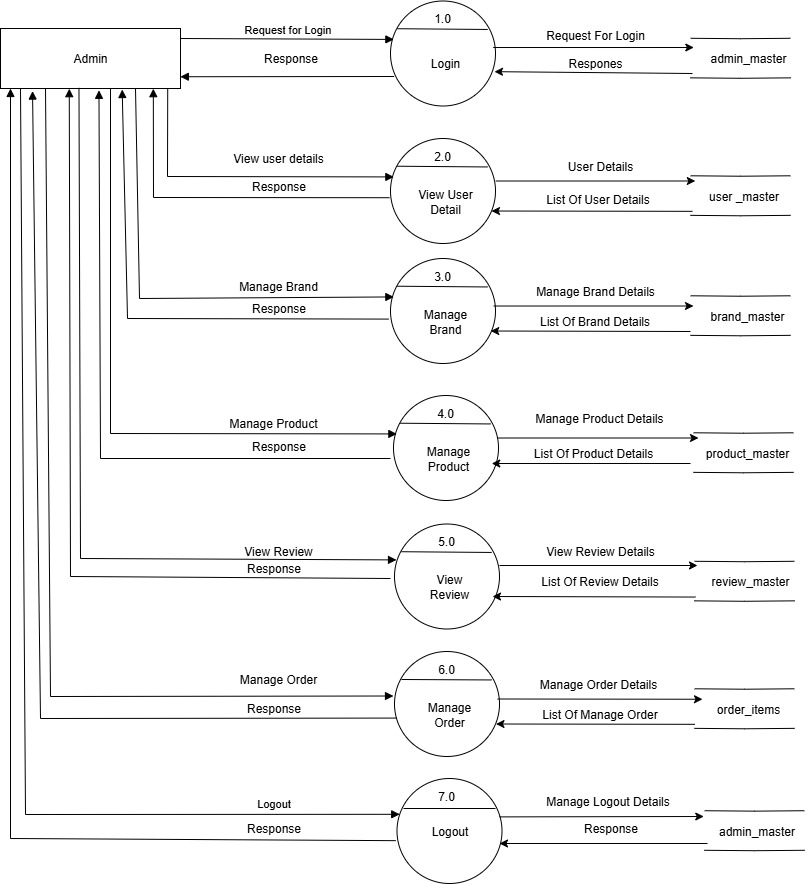 Admin
Request for Login
Response
1.0
Login
Request For Login
Respones
admin_master
View user details
Response
2.0
View User
Detail
User Details
List Of User Details
user _master
Manage Brand
Response
3.0
Manage
Brand
Manage Brand Details
List Of Brand Details
brand_master
Manage Product
Response
4.0
Manage
Product
Manage Product Details
List Of Product Details
product_master
View Review
Response
5.0
View
Review
View Review Details
List Of Review Details
review_master
Manage Order
Response
6.0
Manage
Order
Manage Order Details
List Of Manage Order
order_items
Logout
Response
7.0
Logout
Manage Logout Details
Response
admin_master